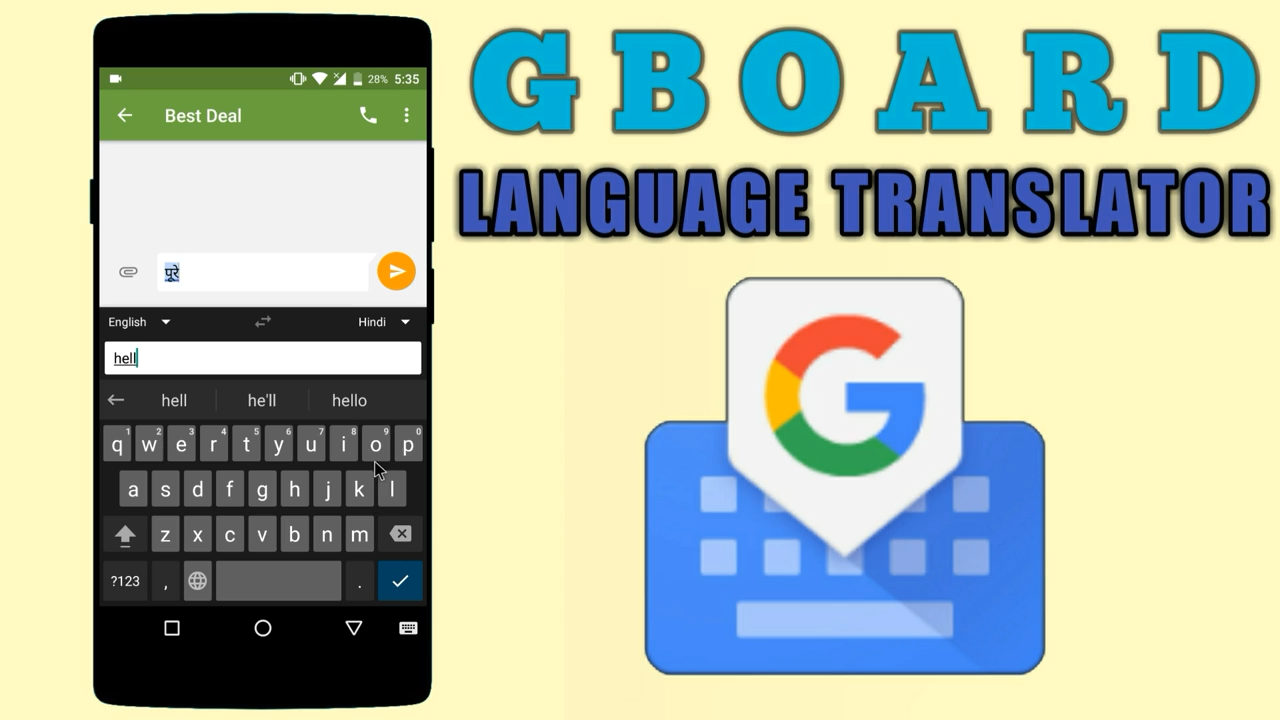 GBOARD
LANGUAGE TRANSLATOR
28% 5:35
Best Deal
पूरे
English Hindi
hell
hell he'll hello
1 2 3 4 5 6 7 8 9 0
q w e r t y u i o p
a s d f g h j k l
z x c v b n m
?123 , .
G